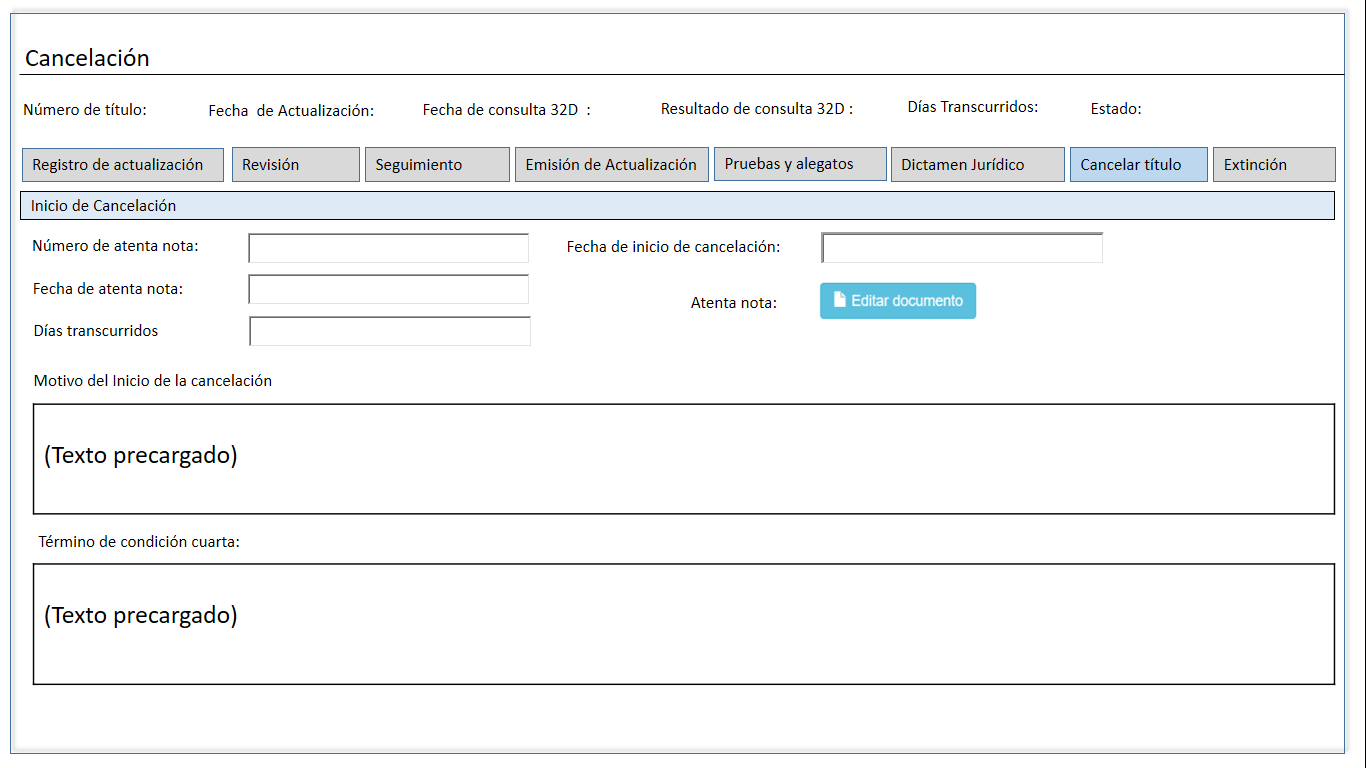 Cancelación
Número de título: Fecha de Actualización: Fecha de consulta 32D : Resultado de consulta 32D : Días Transcurridos: Estado:
Registro de actualización Revisión Seguimiento Emisión de Actualización Pruebas y alegatos Dictamen Jurídico Cancelar título Extinción
Inicio de Cancelación
Número de atenta nota: Fecha de inicio de cancelación:
Fecha de atenta nota:
Atenta nota: Editar documento
Días transcurridos
Motivo del Inicio de la cancelación
(Texto precargado)
Término de condición cuarta:
(Texto precargado)